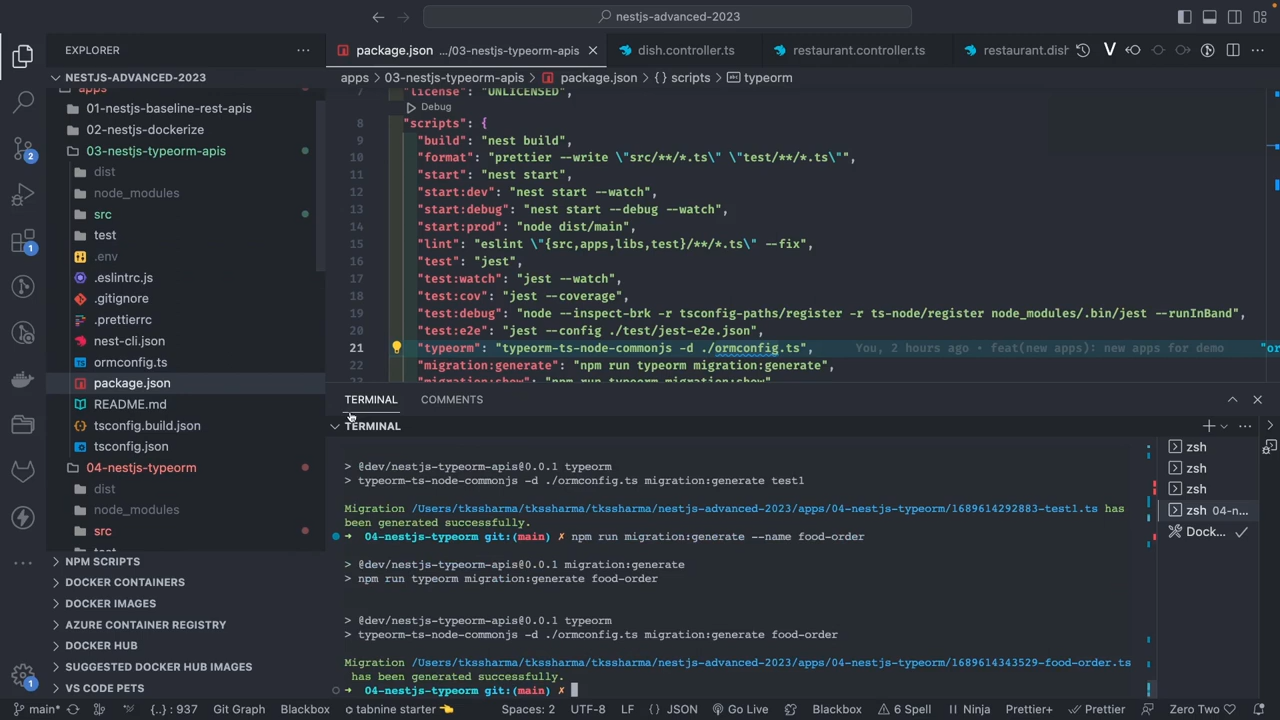 nestjs-advanced-2023
EXPLORER
NESTJS-ADVANCED-2023
apps
01-nestjs-baseline-rest-apis
02-nestjs-dockerize
03-nestjs-typeorm-apis
dist
node_modules
src
test
.env
.eslintrc.js
.gitignore
.prettierrc
nest-cli.json
ormconfig.ts
package.json
README.md
tsconfig.build.json
tsconfig.json
04-nestjs-typeorm
dist
node_modules
src
NPM SCRIPTS
DOCKER CONTAINERS
DOCKER IMAGES
AZURE CONTAINER REGISTRY
DOCKER HUB
SUGGESTED DOCKER HUB IMAGES
VS CODE PETS
2
1
1
package.json .../03-nestjs-typeorm-apis
dish.controller.ts
restaurant.controller.ts
restaurant.dish
apps > 03-nestjs-typeorm-apis > package.json > {} scripts > typeorm
7 "license": "UNLICENSED",
Debug
8 "scripts": {
9 "build": "nest build",
10 "format": "prettier --write \"src/**/*.ts\" \"test/**/*.ts\"",
11 "start": "nest start",
12 "start:dev": "nest start --watch",
13 "start:debug": "nest start --debug --watch",
14 "start:prod": "node dist/main",
15 "lint": "eslint \"{src,apps,libs,test}/**/*.ts\" --fix",
16 "test": "jest",
17 "test:watch": "jest --watch",
18 "test:cov": "jest --coverage",
19 "test:debug": "node --inspect-brk -r tsconfig-paths/register -r ts-node/register node_modules/.bin/jest --runInBand",
20 "test:e2e": "jest --config ./test/jest-e2e.json",
21 "typeorm": "typeorm-ts-node-commonjs -d ./ormconfig.ts", You, 2 hours ago • feat(new apps): new apps for demo "or
22 "migration:generate": "npm run typeorm migration:generate",
23 "migration:show": "npm run typeorm migration:show"
TERMINAL COMMENTS
TERMINAL
> @dev/nestjs-typeorm-apis@0.0.1 typeorm
> typeorm-ts-node-commonjs -d ./ormconfig.ts migration:generate test1
Migration /Users/tkssharma/tkssharma/nestjs-advanced-2023/apps/04-nestjs-typeorm/1689614292883-test1.ts has
been generated successfully.
➜ 04-nestjs-typeorm git:(main) ✗ npm run migration:generate --name food-order
> @dev/nestjs-typeorm-apis@0.0.1 migration:generate
> npm run typeorm migration:generate food-order
> @dev/nestjs-typeorm-apis@0.0.1 typeorm
> typeorm-ts-node-commonjs -d ./ormconfig.ts migration:generate food-order
Migration /Users/tkssharma/tkssharma/nestjs-advanced-2023/apps/04-nestjs-typeorm/1689614343529-food-order.ts
has been generated successfully.
➜ 04-nestjs-typeorm git:(main) ✗
zsh
zsh
zsh
zsh 04-n...
Dock...
main* {..} : 937 Git Graph Blackbox tabnine starter Spaces: 2 UTF-8 LF {} JSON Go Live Blackbox 6 Spell Ninja Prettier+ Prettier Zero Two